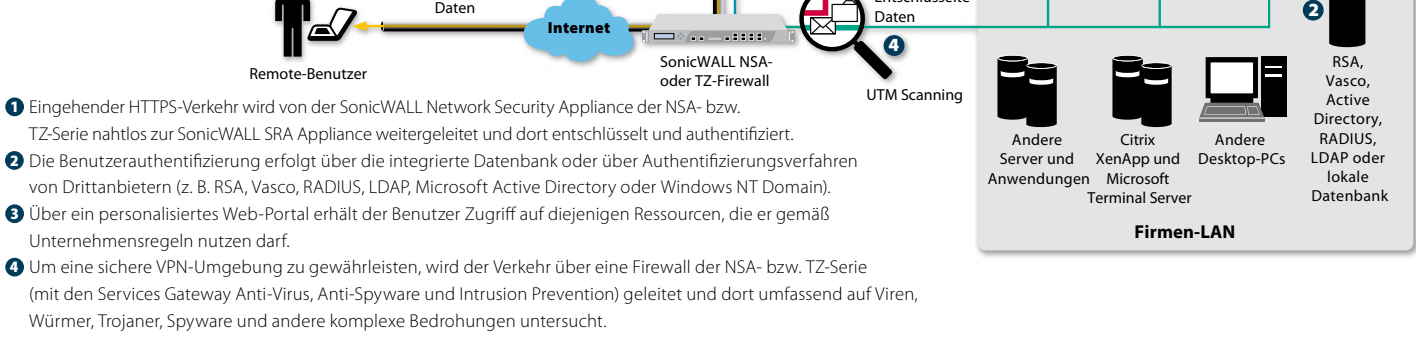 Daten
Entschlüsselte
Daten
Internet
2
4
Remote-Benutzer
SonicWALL NSA-
oder TZ-Firewall
UTM Scanning
RSA,
Vasco,
Active
Directory,
RADIUS,
LDAP oder
lokale
Datenbank
Andere
Server und
Anwendungen
Citrix
XenApp und
Microsoft
Terminal Server
Andere
Desktop-PCs
Firmen-LAN
1 Eingehender HTTPS-Verkehr wird von der SonicWALL Network Security Appliance der NSA- bzw.
TZ-Serie nahtlos zur SonicWALL SRA Appliance weitergeleitet und dort entschlüsselt und authentifiziert.
2 Die Benutzerauthentifizierung erfolgt über die integrierte Datenbank oder über Authentifizierungsverfahren
von Drittanbietern (z. B. RSA, Vasco, RADIUS, LDAP, Microsoft Active Directory oder Windows NT Domain).
3 Über ein personalisiertes Web-Portal erhält der Benutzer Zugriff auf diejenigen Ressourcen, die er gemäß
Unternehmensregeln nutzen darf.
4 Um eine sichere VPN-Umgebung zu gewährleisten, wird der Verkehr über eine Firewall der NSA- bzw. TZ-Serie
(mit den Services Gateway Anti-Virus, Anti-Spyware und Intrusion Prevention) geleitet und dort umfassend auf Viren,
Würmer, Trojaner, Spyware und andere komplexe Bedrohungen untersucht.